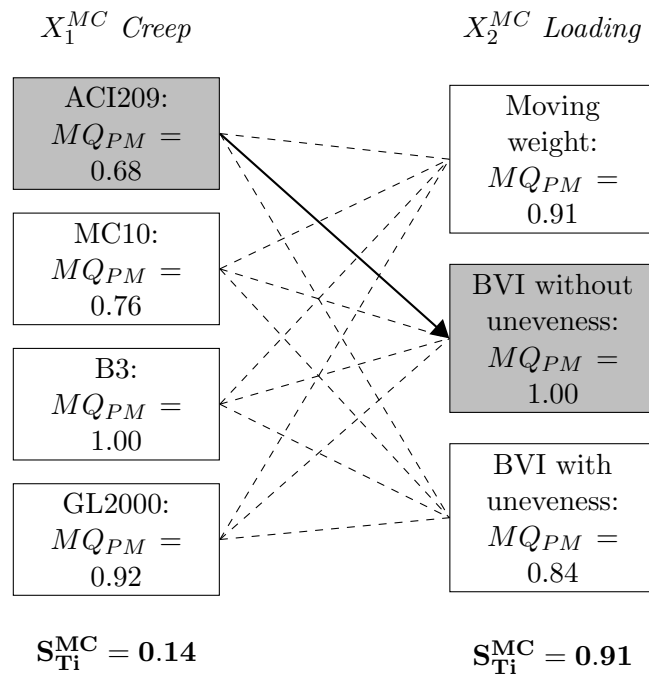 X_1^{MC} Creep
X_2^{MC} Loading
ACI209:
MQ_{PM} =
0.68
MC10:
MQ_{PM} =
0.76
B3:
MQ_{PM} =
1.00
GL2000:
MQ_{PM} =
0.92
Moving
weight:
MQ_{PM} =
0.91
BVI without
uneveness:
MQ_{PM} =
1.00
BVI with
uneveness:
MQ_{PM} =
0.84
S_{Ti}^{MC} = 0.14
S_{Ti}^{MC} = 0.91